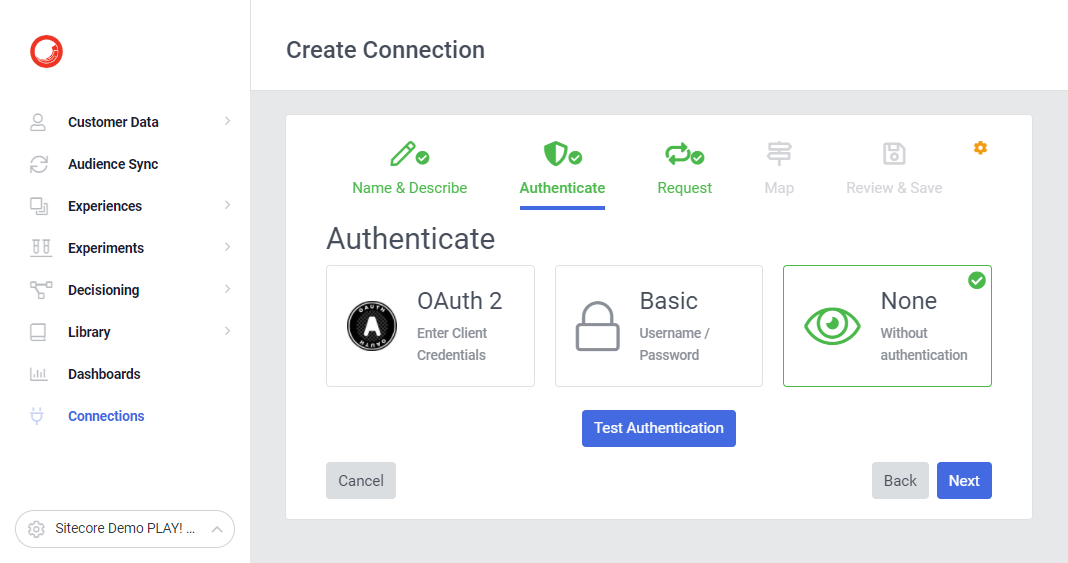 Create Connection
Customer Data
Audience Sync
Experiences
Experiments
Decisioning
Library
Dashboards
Connections
Sitecore Demo PLAY! ...
Name & Describe
Authenticate
Request
Map
Review & Save
Authenticate
OAUTH
A
OAUTH
OAuth 2
Enter Client
Credentials
Basic
Username /
Password
None
Without
authentication
Test Authentication
Cancel
Back
Next